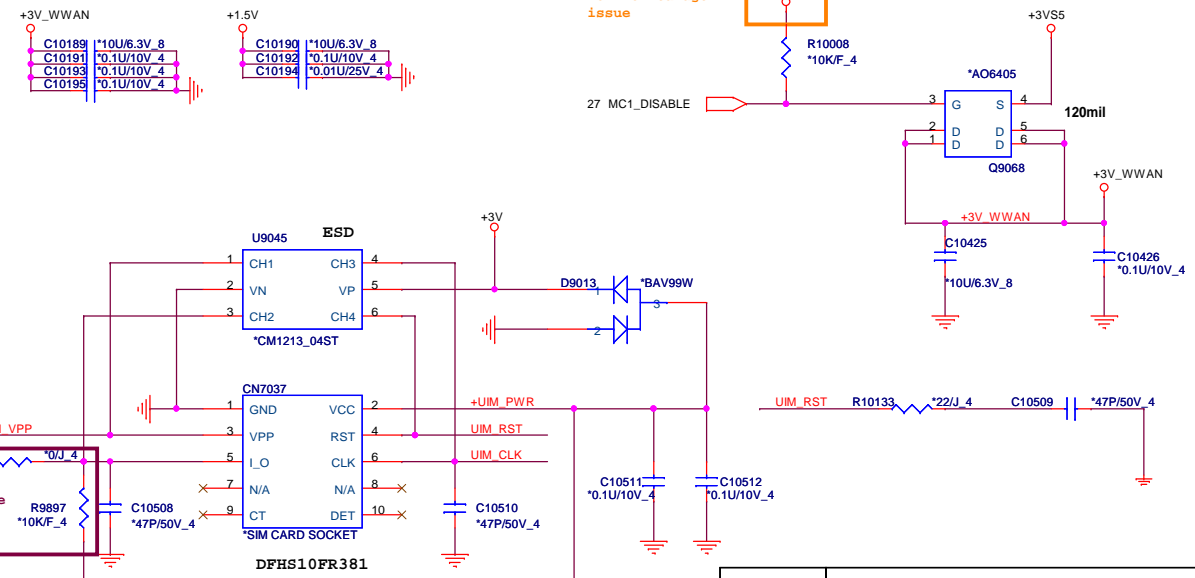 +3V_WWAN
C10189 *10U/6.3V_8
C10191 *0.1U/10V_4
C10193 *0.1U/10V_4
C10195 *0.1U/10V_4
+1.5V
C10190 *10U/6.3V_8
C10192 *0.1U/10V_4
C10194 *0.01U/25V_4
issue
R10008
*10K/F_4
27 MC1_DISABLE
+3VS5
*AO6405
3 G S 4
2 D D 5
1 D D 6
Q9068
120mil
+3V_WWAN
+3V_WWAN
C10425
*10U/6.3V_8
C10426
*0.1U/10V_4
ESD
U9045
1 CH1 CH3 4
2 VN VP 5
3 CH2 CH4 6
*CM1213_04ST
+3V
D9013 1 *BAV99W
3
2
CN7037
1 GND VCC 2 +UIM_PWR
_VPP 3 VPP RST 4 UIM_RST
*0/J_4 5 I_O CLK 6 UIM_CLK
7 N/A N/A 8
9 CT DET 10
*SIM CARD SOCKET
DFHS10FR381
e
R9897
*10K/F_4
C10508
*47P/50V_4
C10510
*47P/50V_4
C10511
*0.1U/10V_4
C10512
*0.1U/10V_4
UIM_RST R10133 *22/J_4 C10509 *47P/50V_4